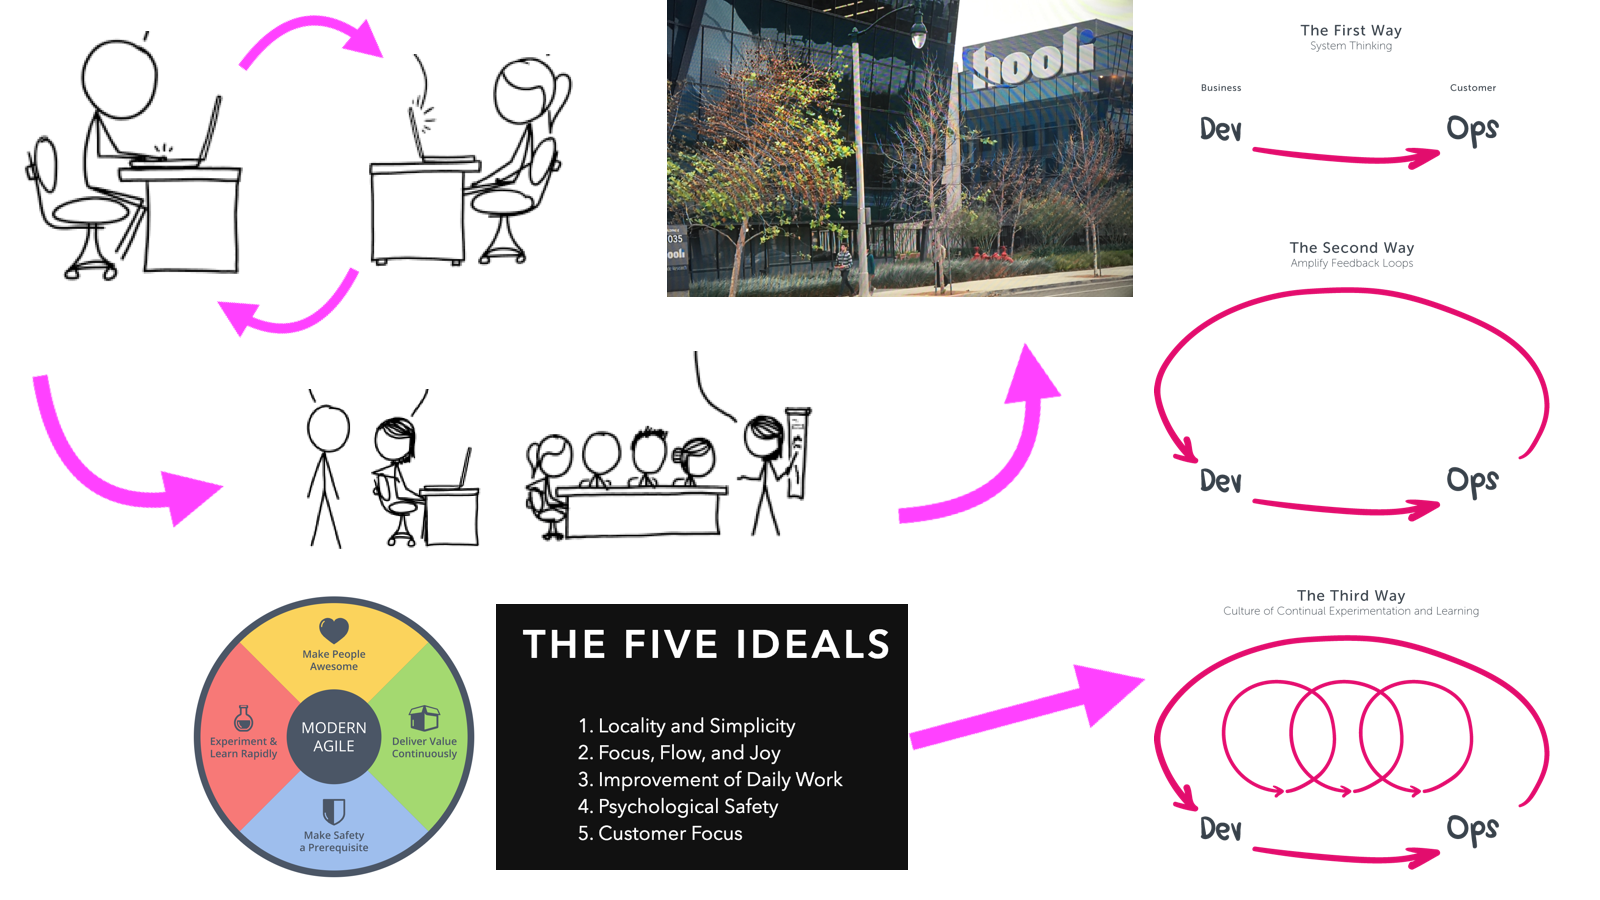 hooli
035
hooli
The First Way
System Thinking
Business
Customer
Dev
Ops
The Second Way
Amplify Feedback Loops
Dev
Ops
MODERN
AGILE
Make People
Awesome
Experiment &
Learn Rapidly
Deliver Value
Continuously
Make Safety
a Prerequisite
THE FIVE IDEALS
1. Locality and Simplicity
2. Focus, Flow, and Joy
3. Improvement of Daily Work
4. Psychological Safety
5. Customer Focus
The Third Way
Culture of Continual Experimentation and Learning
Dev
Ops